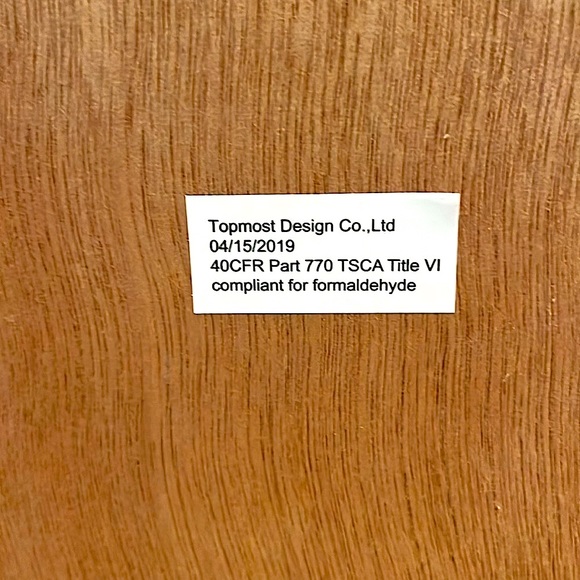 Topmost Design Co.,Ltd
04/15/2019
40CFR Part 770 TSCA Title VI
compliant for formaldehyde